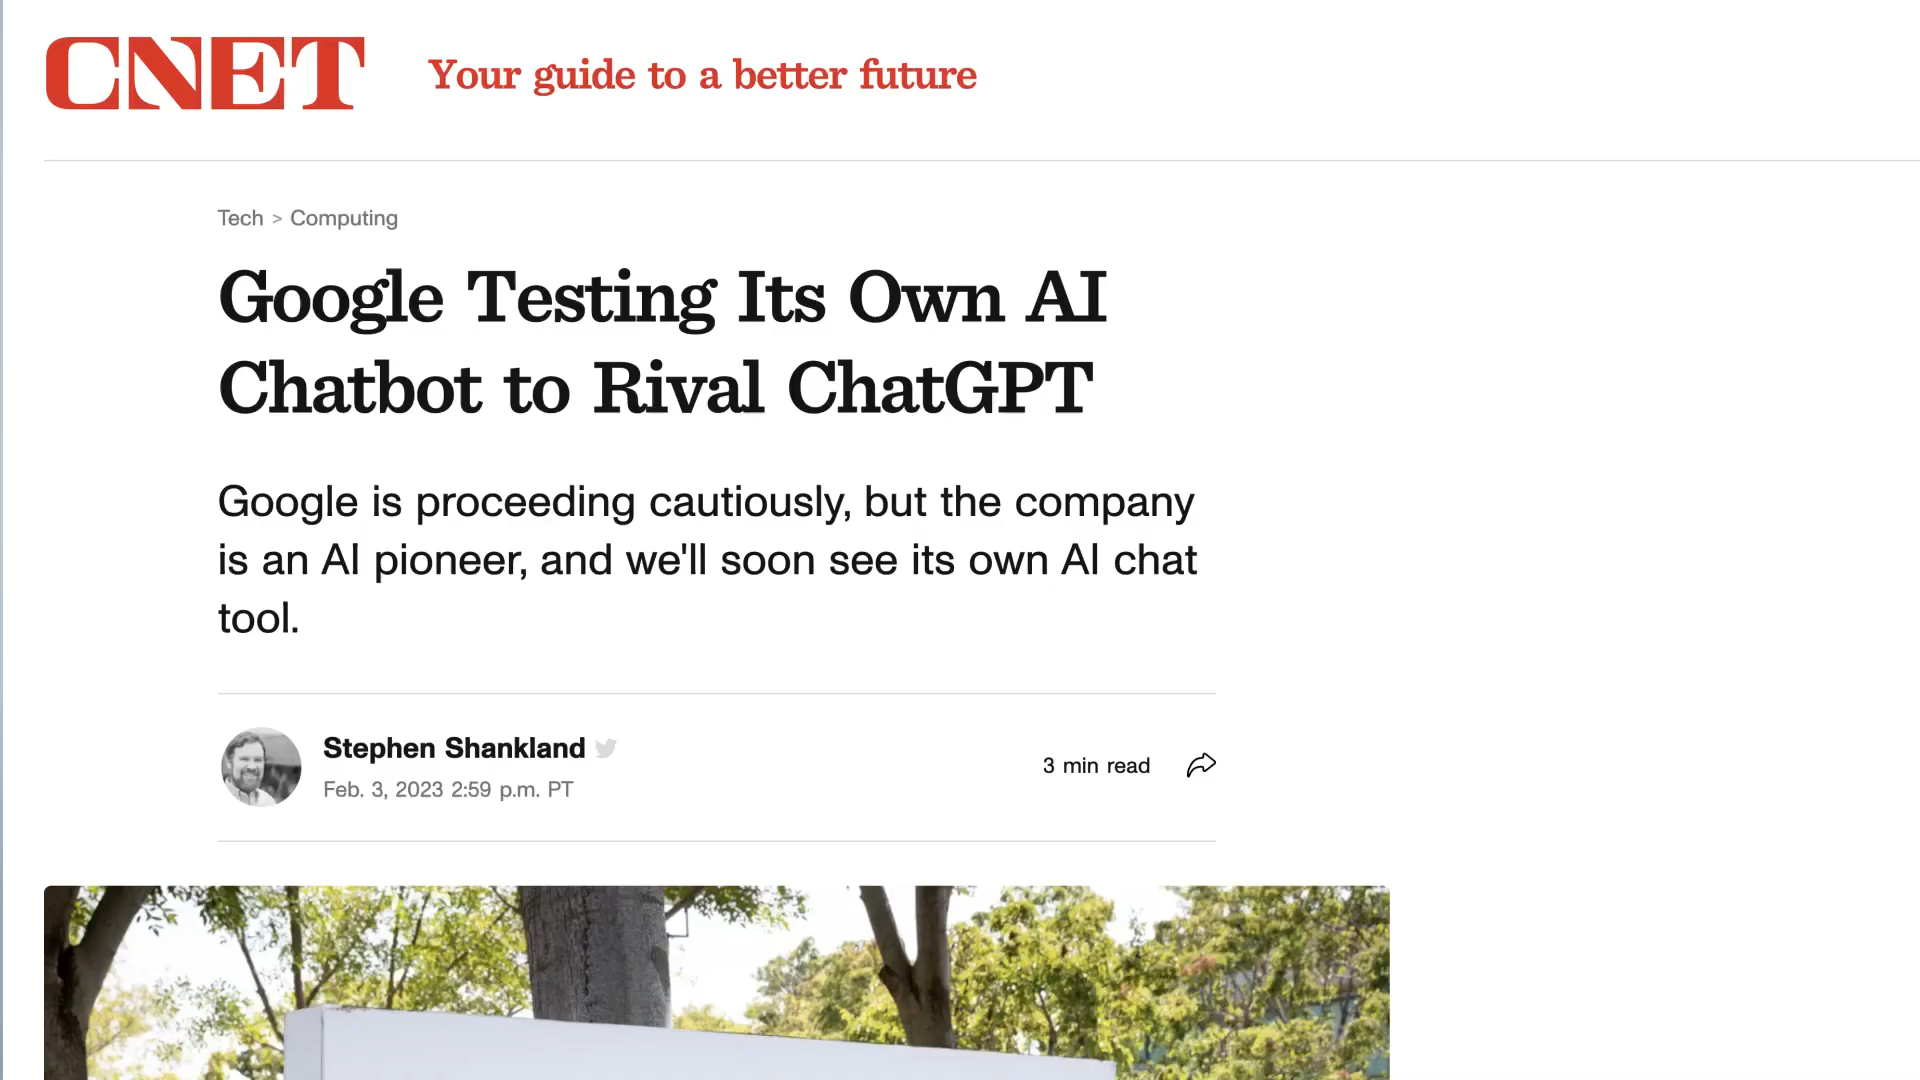 CNET
Your guide to a better future
Tech > Computing
Google Testing Its Own AI
Chatbot to Rival ChatGPT
Google is proceeding cautiously, but the company
is an AI pioneer, and we'll soon see its own AI chat
tool.
Stephen Shankland
Feb. 3, 2023 2:59 p.m. PT
3 min read